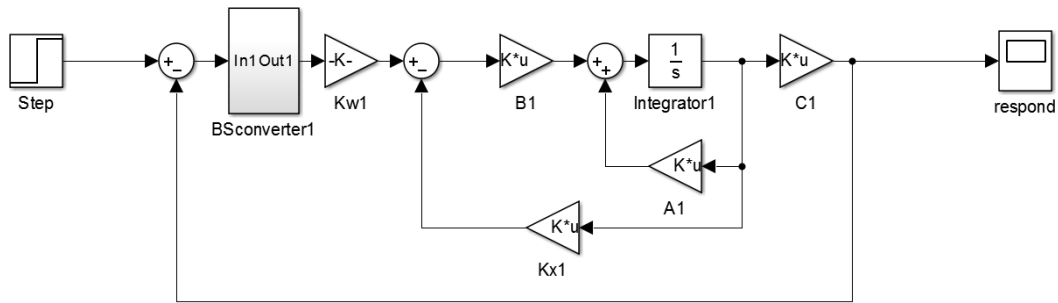 Step
+
−
In1 Out1
BSconverter1
-K-
Kw1
+
−
K*u
B1
+
+
1
s
Integrator1
K*u
C1
respond
K*u
A1
K*u
Kx1